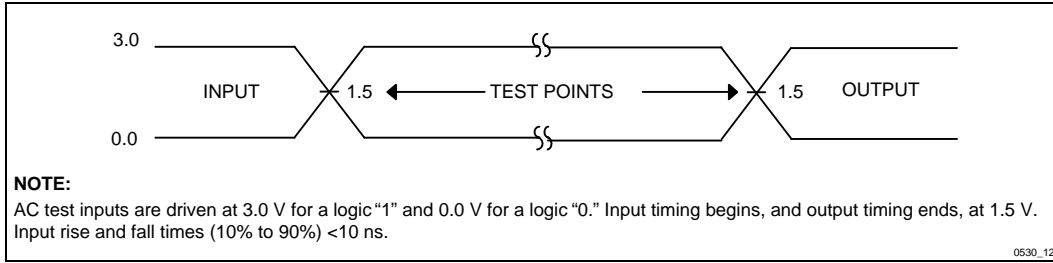 3.0
INPUT 1.5 TEST POINTS 1.5 OUTPUT
0.0
NOTE:
AC test inputs are driven at 3.0 V for a logic “1” and 0.0 V for a logic “0.” Input timing begins, and output timing ends, at 1.5 V.
Input rise and fall times (10% to 90%) <10 ns.
0530_12